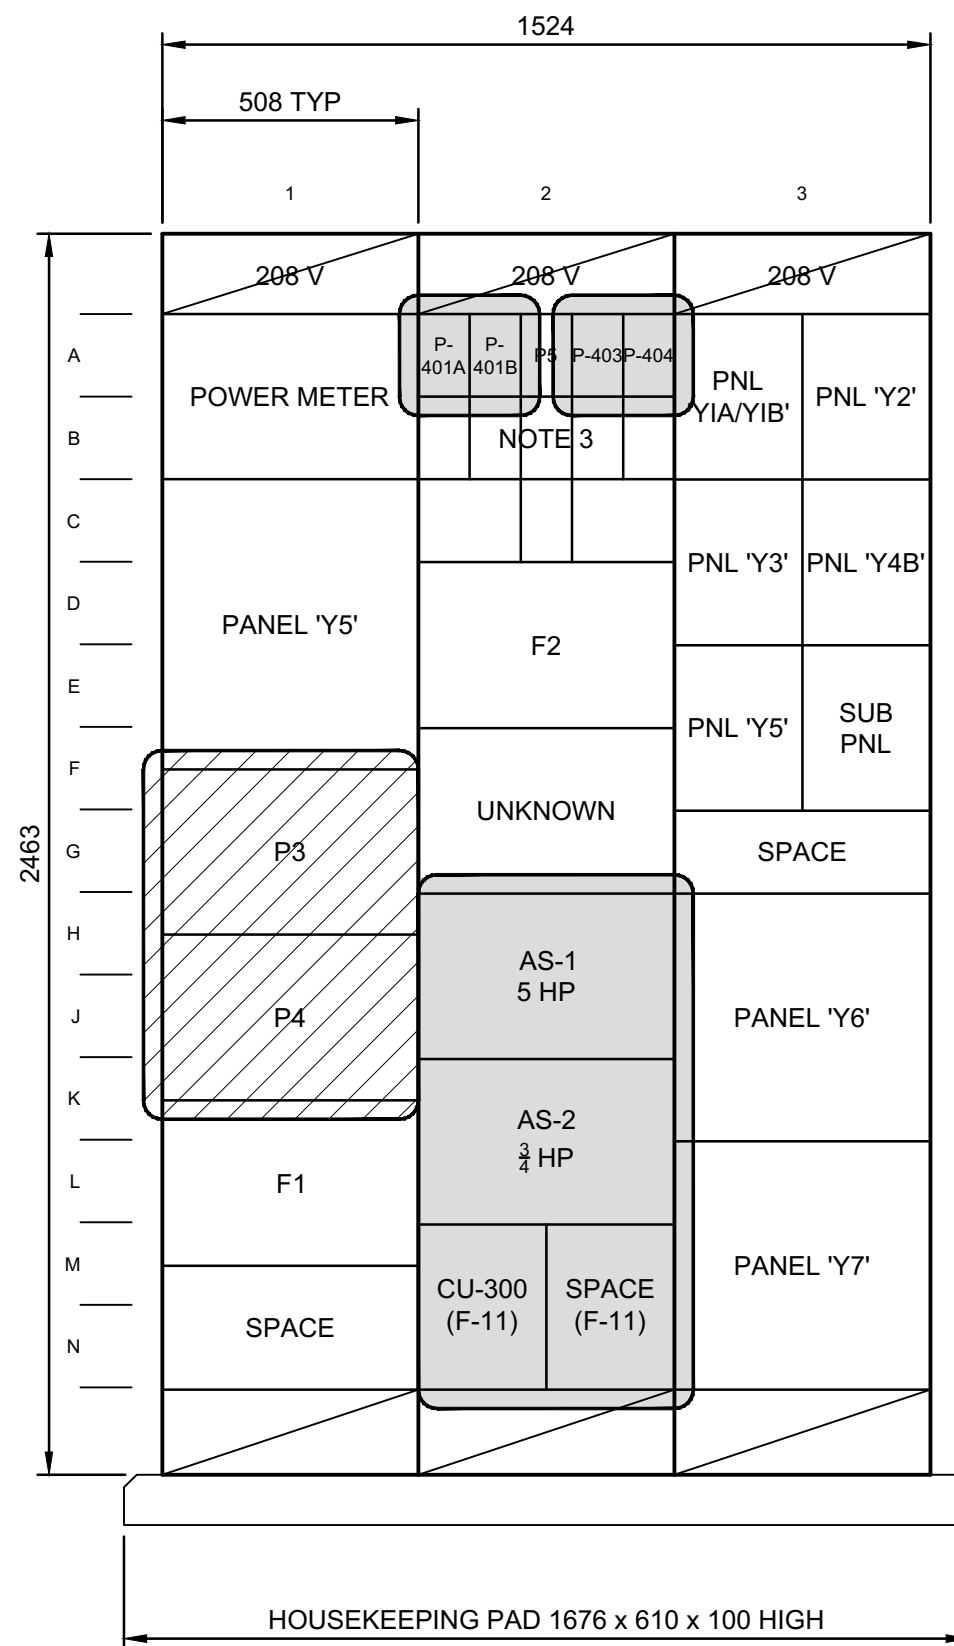 1524
508 TYP
1
2
3
208 V
208 V
208 V
A
B
C
D
E
F
G
H
J
K
L
M
N
2463
POWER METER
PANEL 'Y5'
P3
P4
F1
SPACE
P-
401A
P-
401B
P5
P-403
P-404
NOTE 3
F2
UNKNOWN
AS-1
5 HP
AS-2
3/4 HP
CU-300
(F-11)
SPACE
(F-11)
PNL
'YIA/YIB'
PNL 'Y2'
PNL 'Y3'
PNL 'Y4B'
PNL 'Y5'
SUB
PNL
SPACE
PANEL 'Y6'
PANEL 'Y7'
HOUSEKEEPING PAD 1676 x 610 x 100 HIGH